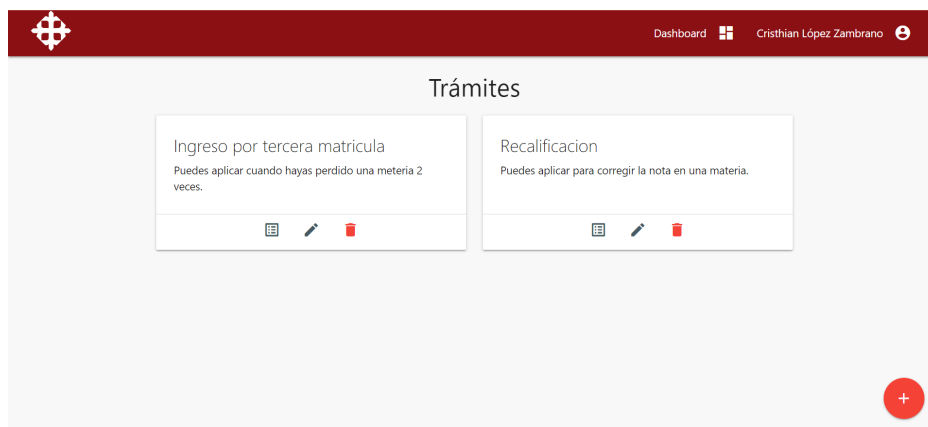 Dashboard
Cristhian López Zambrano
Trámites
Ingreso por tercera matricula
Puedes aplicar cuando hayas perdido una meteria 2
veces.
Recalificacion
Puedes aplicar para corregir la nota en una materia.